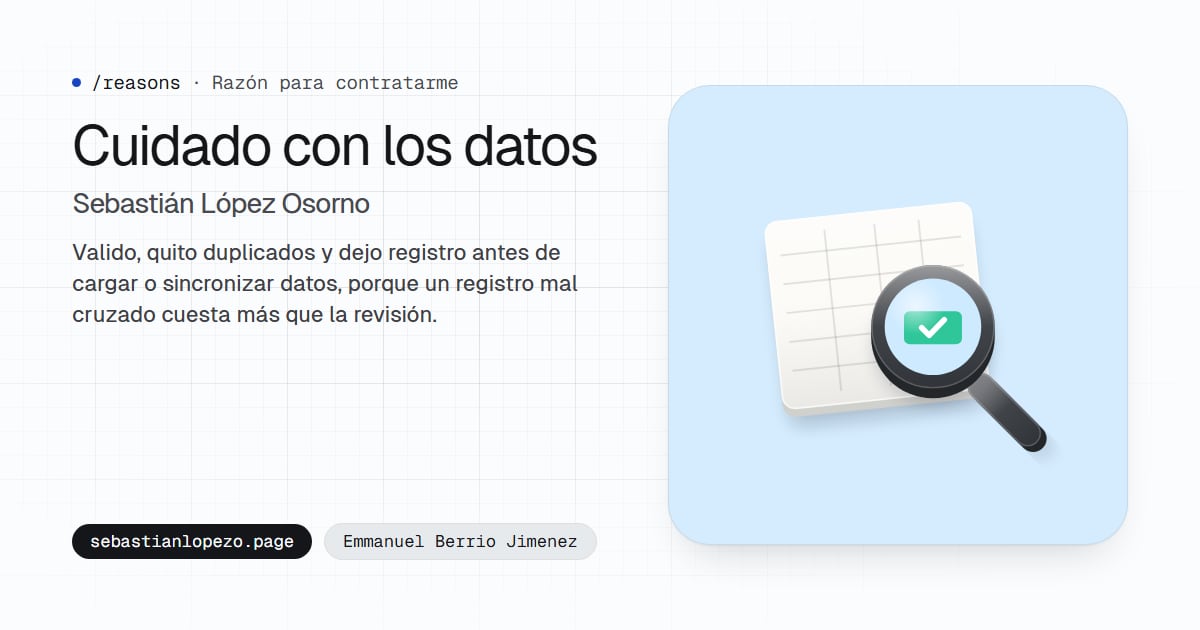 /reasons · Razón para contratarme
Cuidado con los datos
Sebastián López Osorno
Valido, quito duplicados y dejo registro antes de
cargar o sincronizar datos, porque un registro mal
cruzado cuesta más que la revisión.
sebastianlopezo.page
Emmanuel Berrio Jimenez